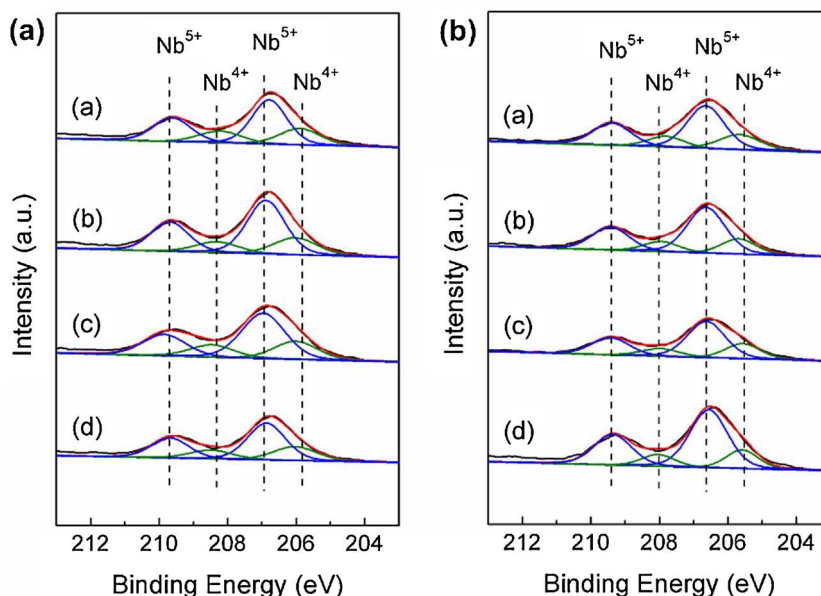 (a)
Nb5+
Nb4+
Nb5+
Nb4+
(a)
(b)
(c)
(d)
Intensity (a.u.)
212 210 208 206 204
Binding Energy (eV)
(b)
Nb5+
Nb4+
Nb5+
Nb4+
(a)
(b)
(c)
(d)
Intensity (a.u.)
212 210 208 206 204
Binding Energy (eV)